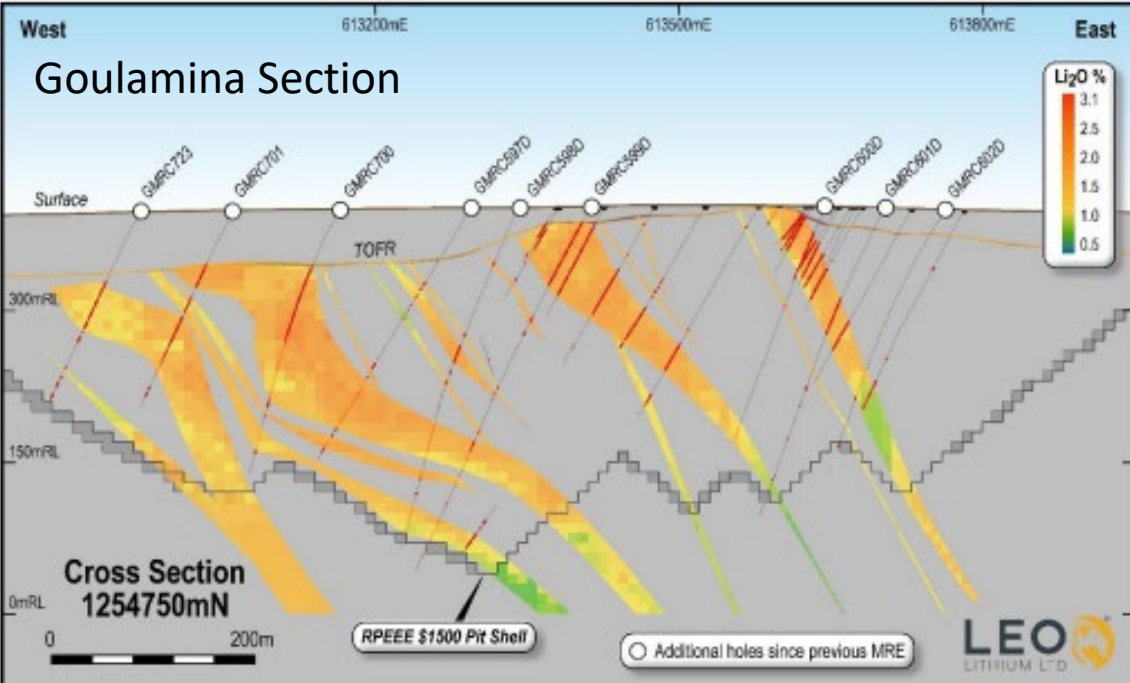 West
613200mE
613500mE
613800mE
East
Goulamina Section
Li2O %
3.1
2.5
2.0
1.5
1.0
0.5
GMRC723
GMRC701
GMRC700
GMRC597D
GMRC598D
GMRC600D
GMRC601D
GMRC602D
Surface
TOFR
300mRL
150mRL
0mRL
Cross Section
1254750mN
0
200m
RPEEE $1500 Pit Shell
Additional holes since previous MRE
LEO
LITHIUM LTD